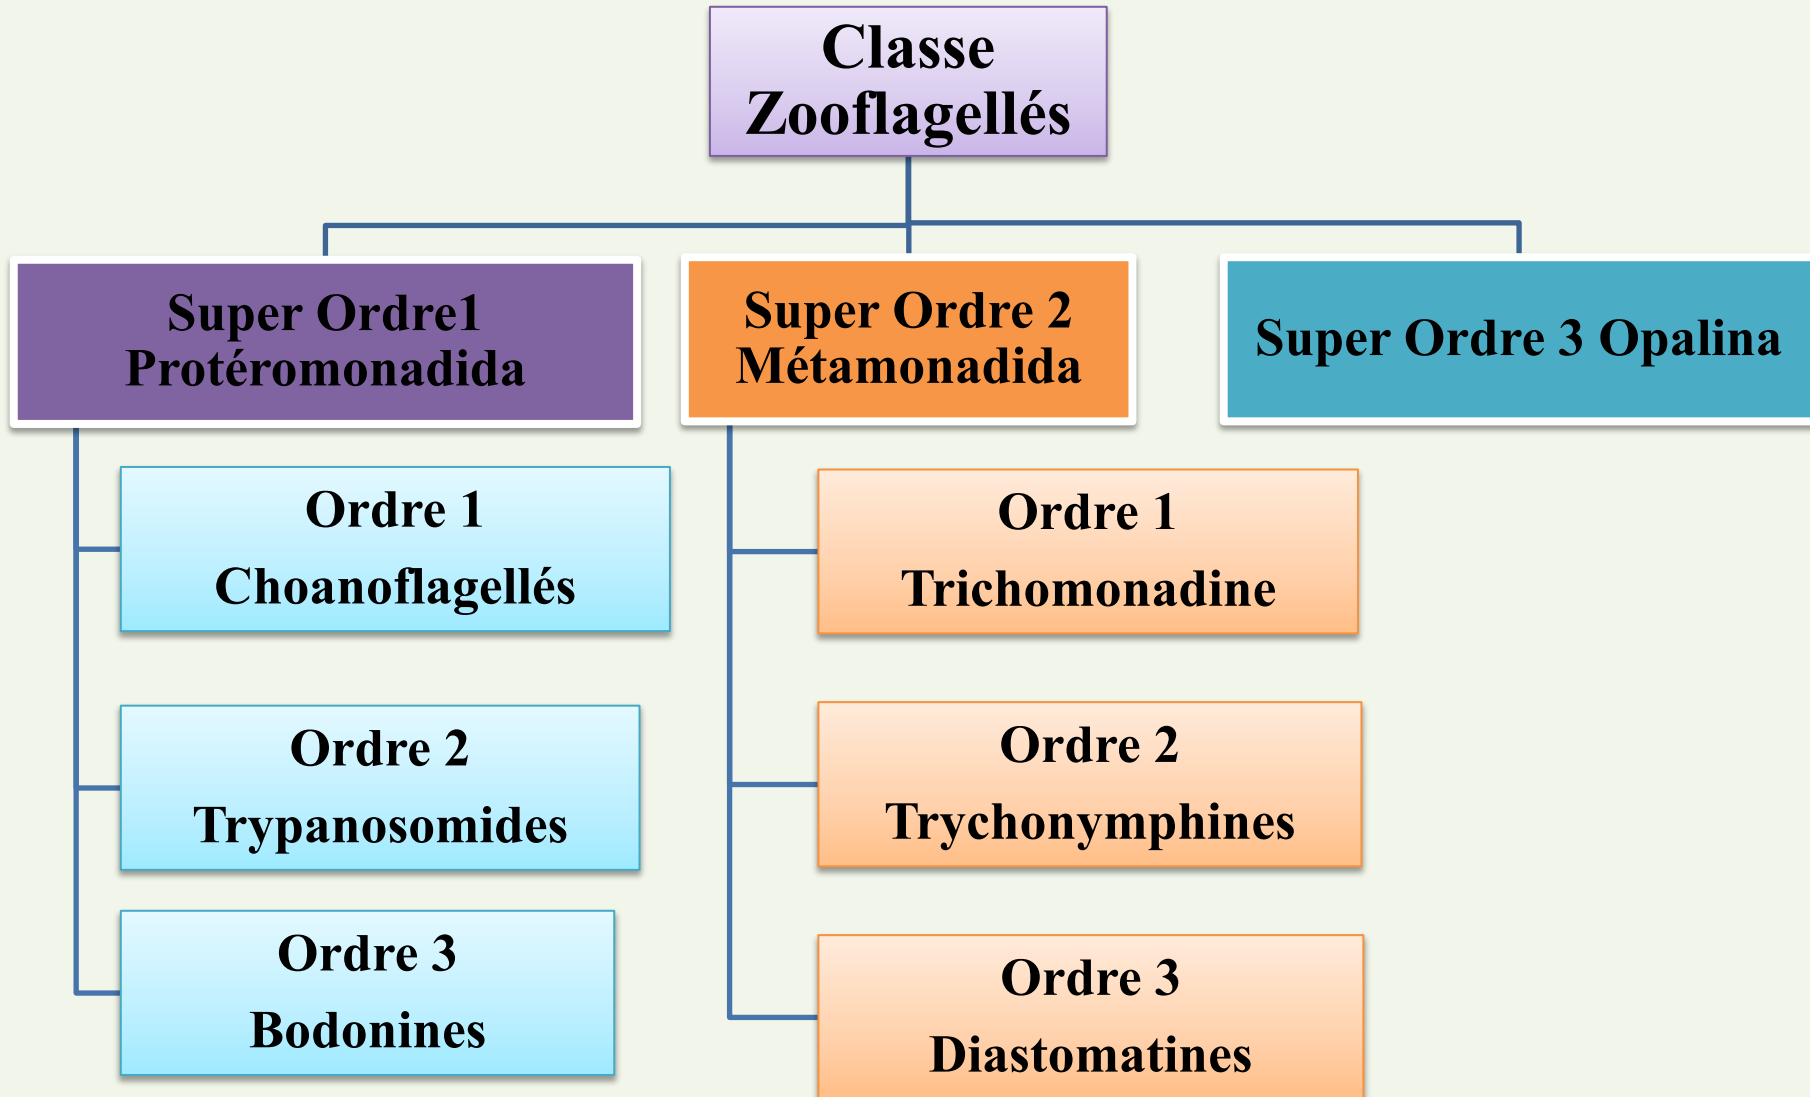 Classe
Zooflagellés
Super Ordre1
Protéromonadida
Super Ordre 2
Métamonadida
Super Ordre 3 Opalina
Ordre 1
Choanoflagellés
Ordre 2
Trypanosomides
Ordre 3
Bodonines
Ordre 1
Trichomonadine
Ordre 2
Trychonymphines
Ordre 3
Diastomatines